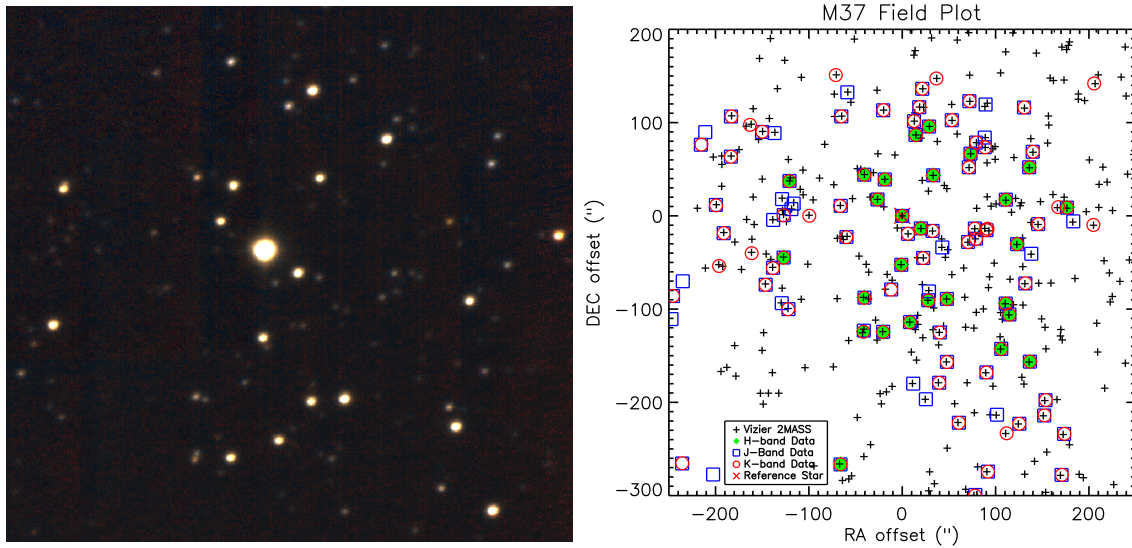 M37 Field Plot
200
100
0
−100
−200
−300
DEC offset (")
+ Vizier 2MASS
H-band Data
J-Band Data
K-band Data
Reference Star
−200
−100
0
100
200
RA offset (")